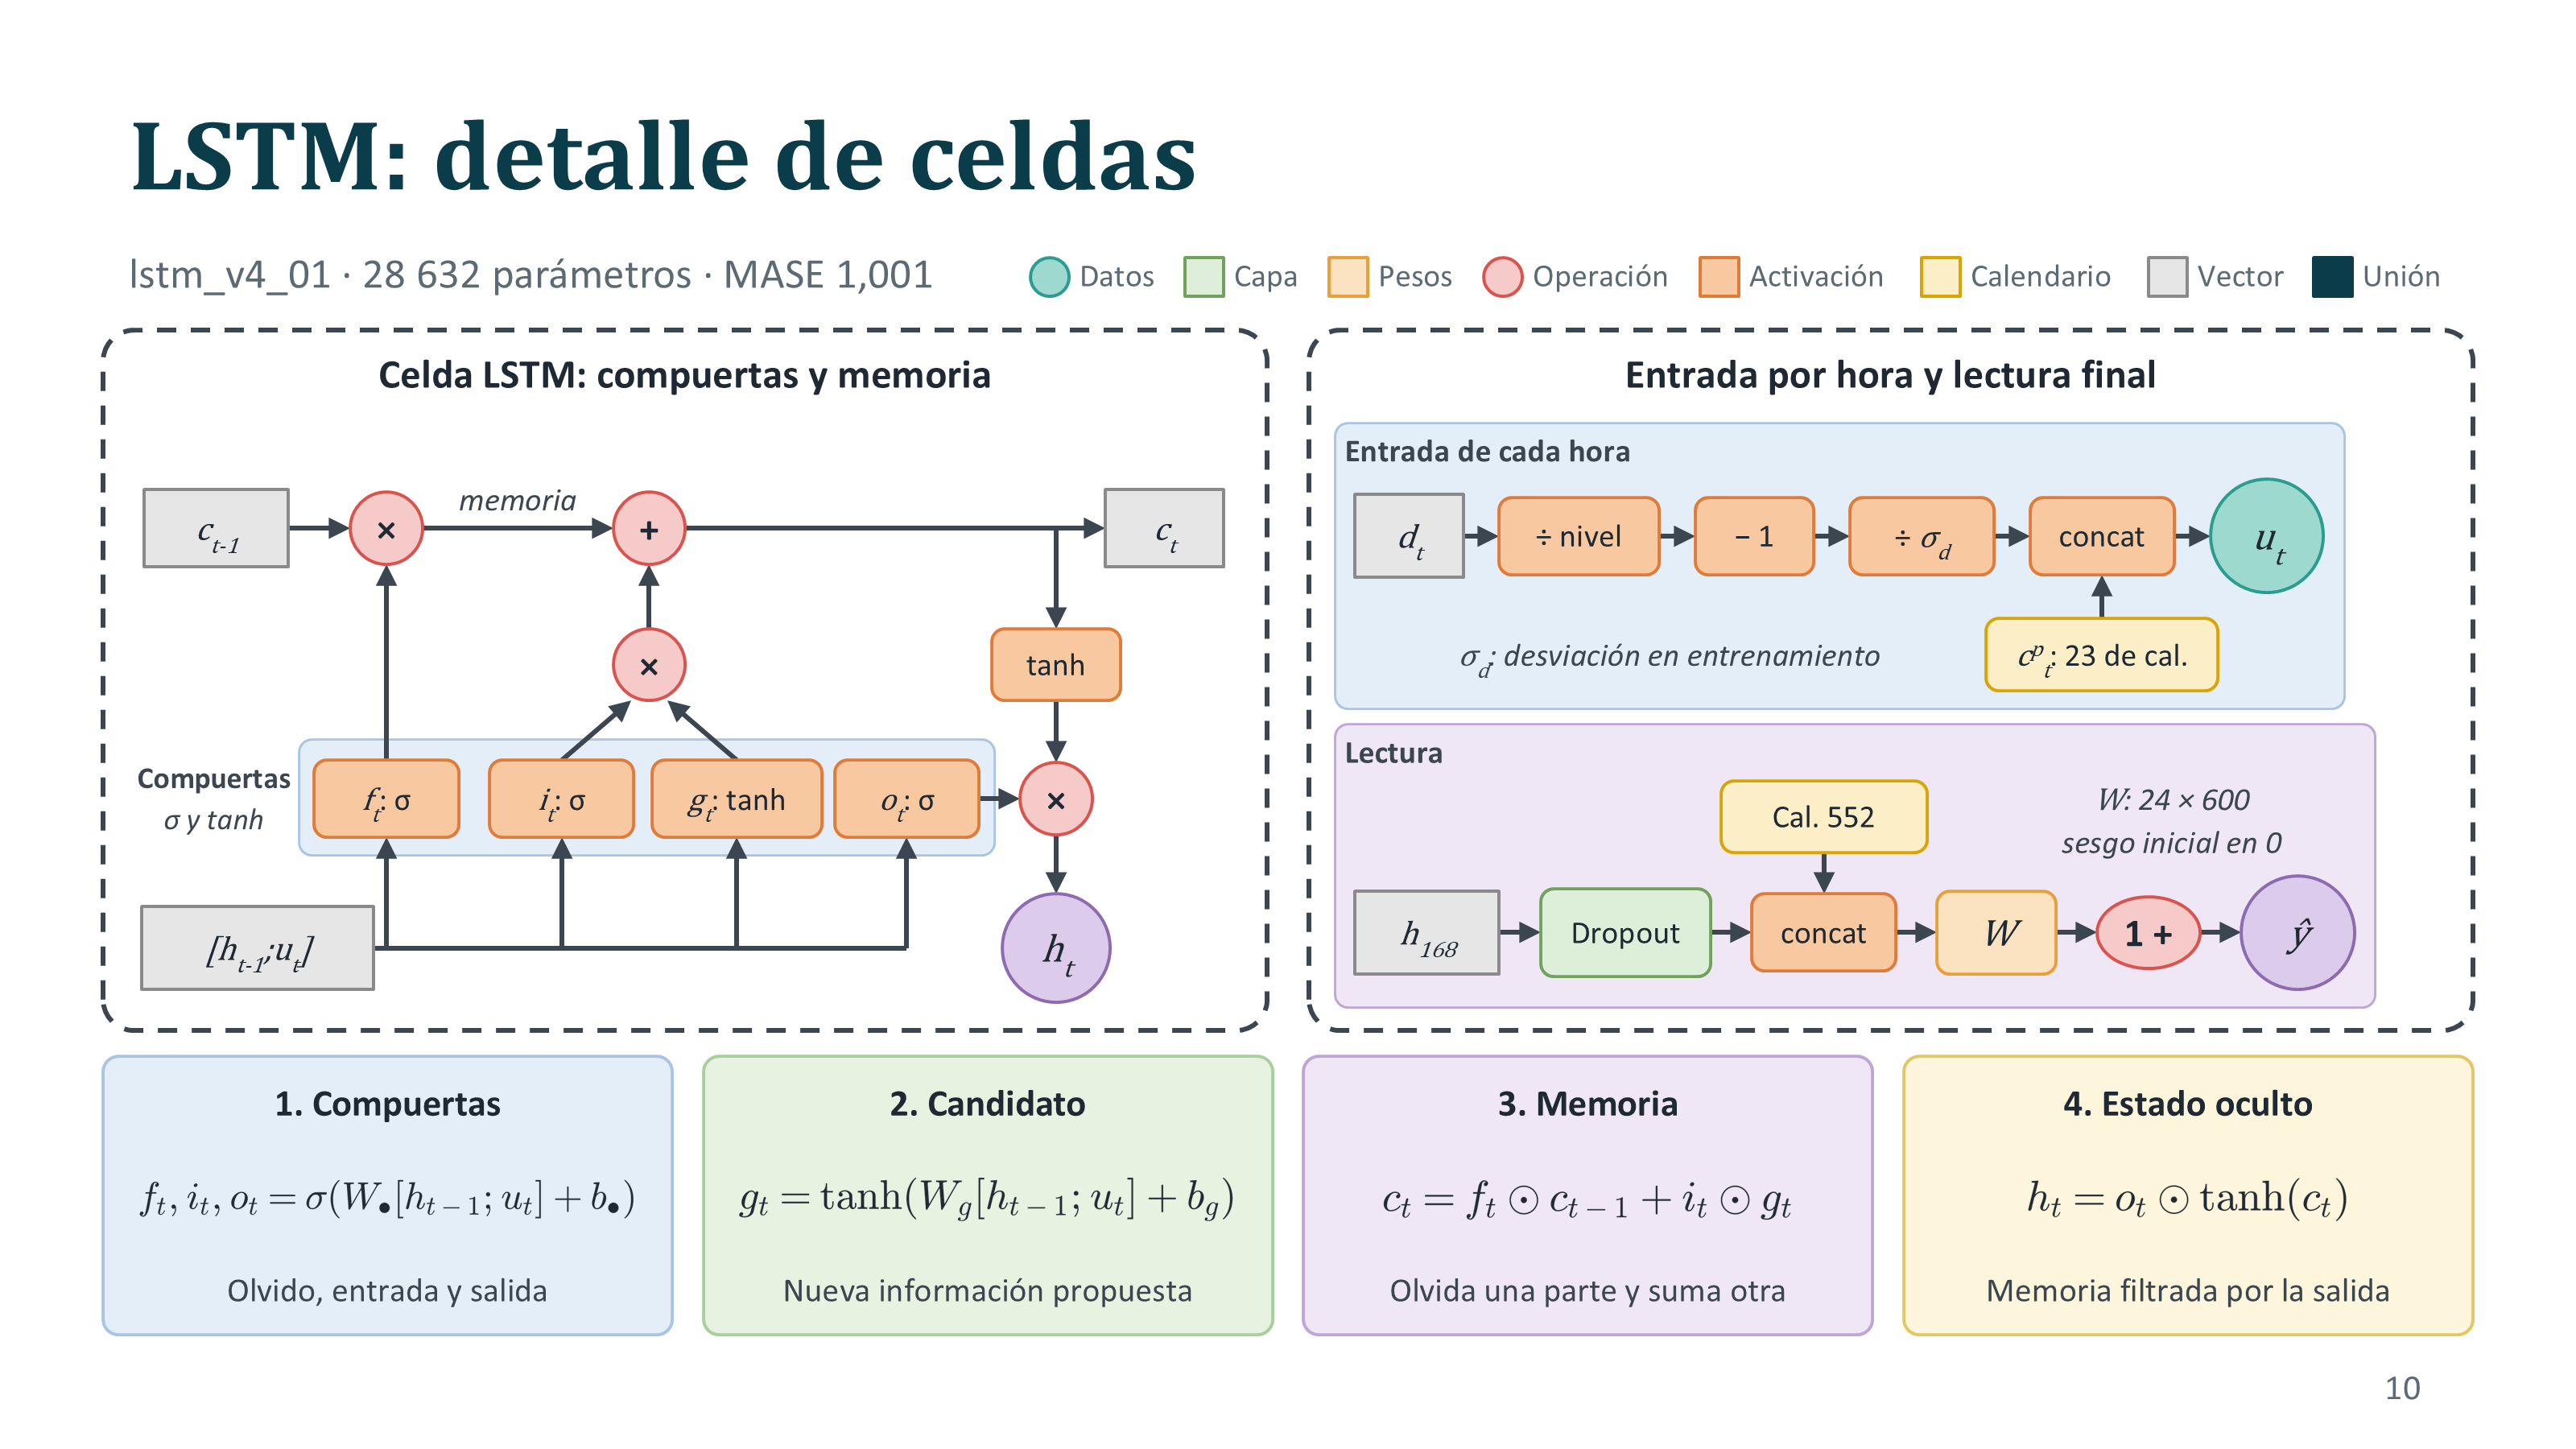 LSTM: detalle de celdas
lstm_v4_01 · 28 632 parámetros · MASE 1,001
Datos
Capa
Pesos
Operación
Activación
Calendario
Vector
Unión
Celda LSTM: compuertas y memoria
c_{t-1}
×
memoria
+
c_t
×
tanh
Compuertas
σ y tanh
f_t: σ
i_t: σ
g_t: tanh
o_t: σ
×
[h_{t-1};u_t]
h_t
Entrada por hora y lectura final
Entrada de cada hora
d_t
÷ nivel
− 1
÷ σ_d
concat
u_t
σ_d: desviación en entrenamiento
c^p_t: 23 de cal.
Lectura
Cal. 552
W: 24 × 600
sesgo inicial en 0
h_{168}
Dropout
concat
W
1 +
ŷ
1. Compuertas
f_t, i_t, o_t = σ(W_•[h_{t−1}; u_t] + b_•)
Olvido, entrada y salida
2. Candidato
g_t = tanh(W_g[h_{t−1}; u_t] + b_g)
Nueva información propuesta
3. Memoria
c_t = f_t ⊙ c_{t−1} + i_t ⊙ g_t
Olvida una parte y suma otra
4. Estado oculto
h_t = o_t ⊙ tanh(c_t)
Memoria filtrada por la salida
10